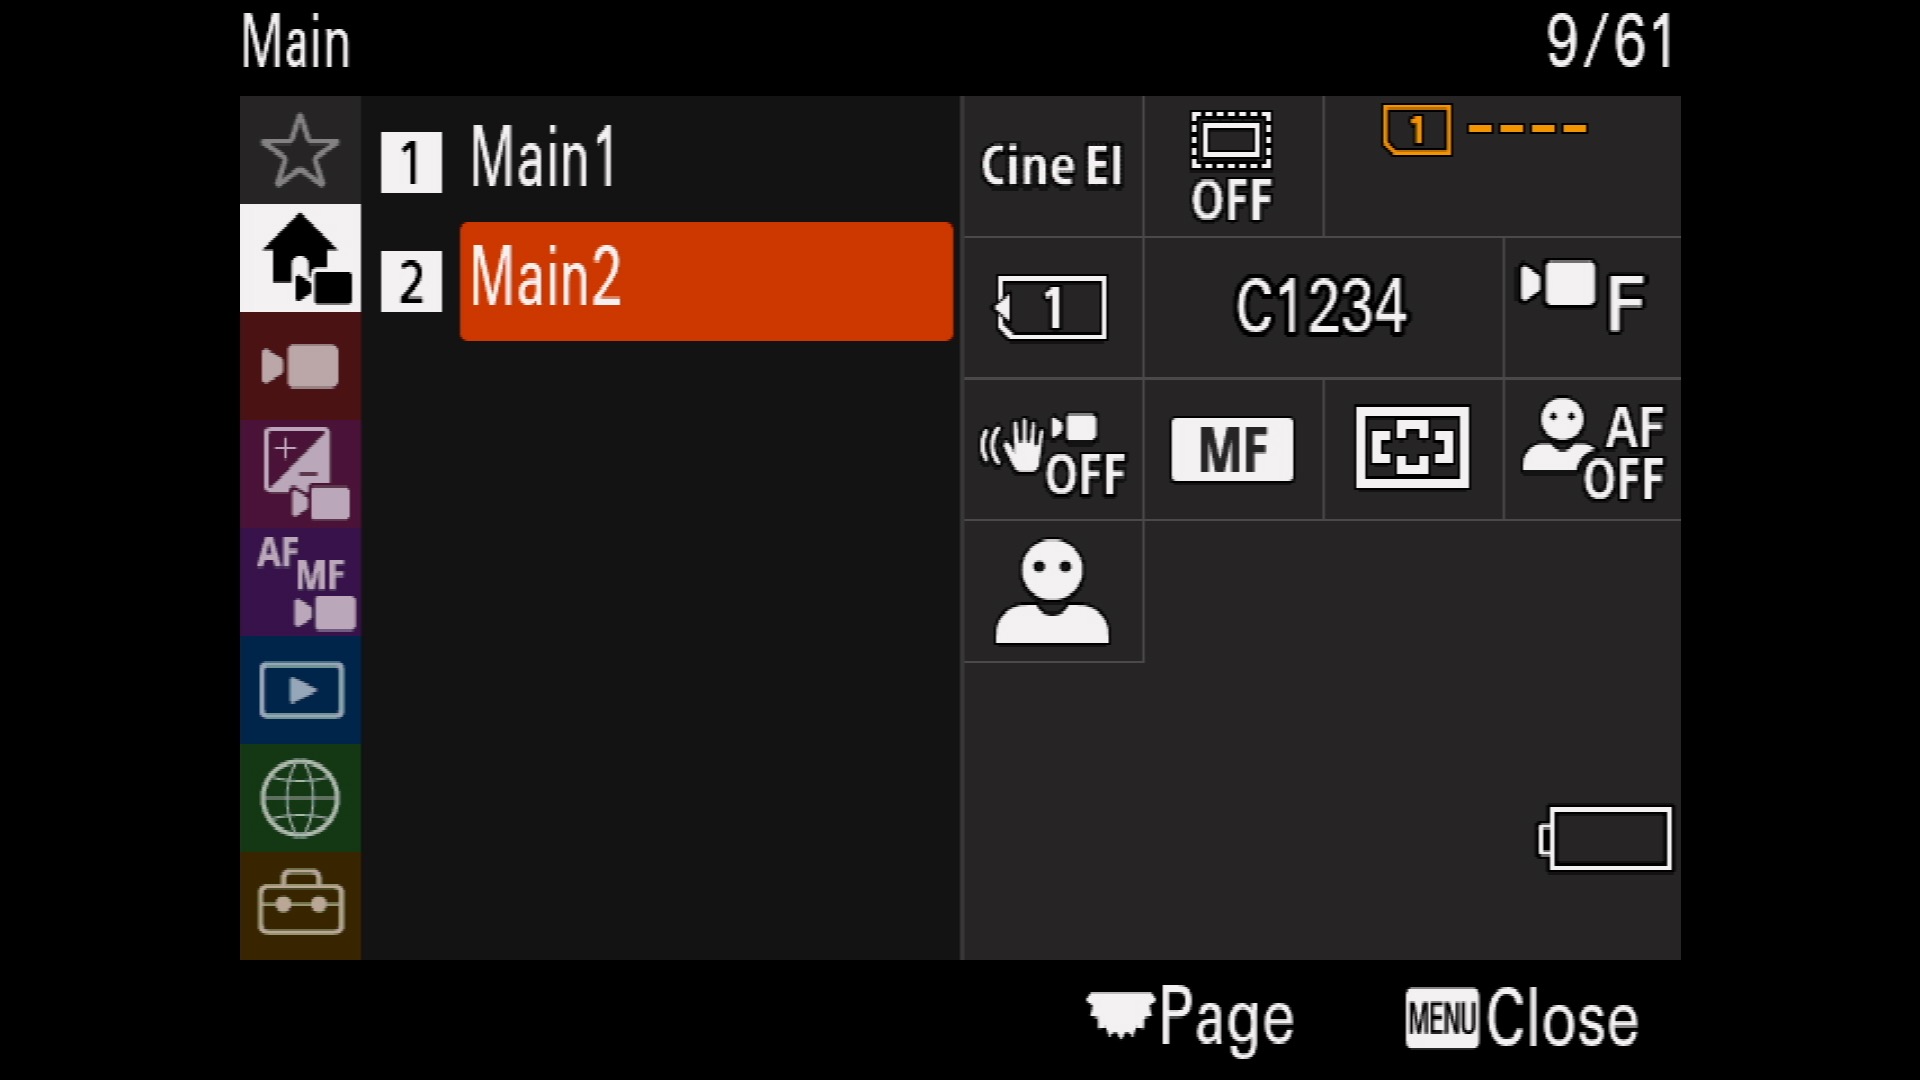 Main 9/61
1 Main1
2 Main2
Cine EI
OFF
1 ----
1
C1234
F
OFF
MF
AF
OFF
AF
MF
Page
MENU Close